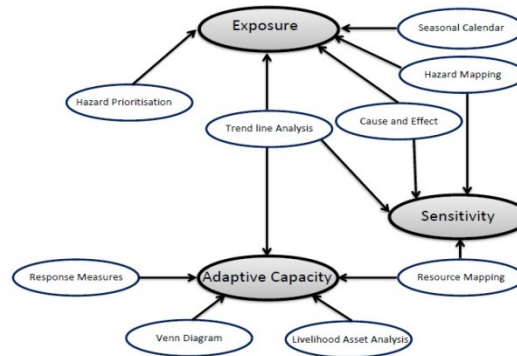 Exposure
Seasonal Calendar
Hazard Mapping
Hazard Prioritisation
Trend line Analysis
Cause and Effect
Sensitivity
Response Measures
Adaptive Capacity
Resource Mapping
Venn Diagram
Livelihood Asset Analysis